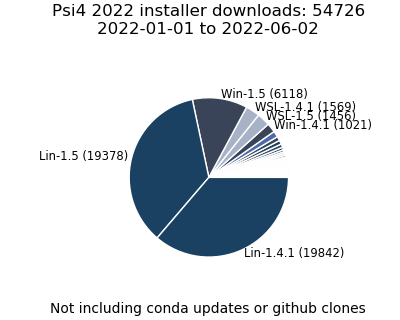 Psi4 2022 installer downloads: 54726
2022-01-01 to 2022-06-02
Win-1.5 (6118)
WSL-1.4.1 (1569)
WSL-1.5 (1456)
Win-1.4.1 (1021)
Lin-1.5 (19378)
Lin-1.4.1 (19842)
Not including conda updates or github clones